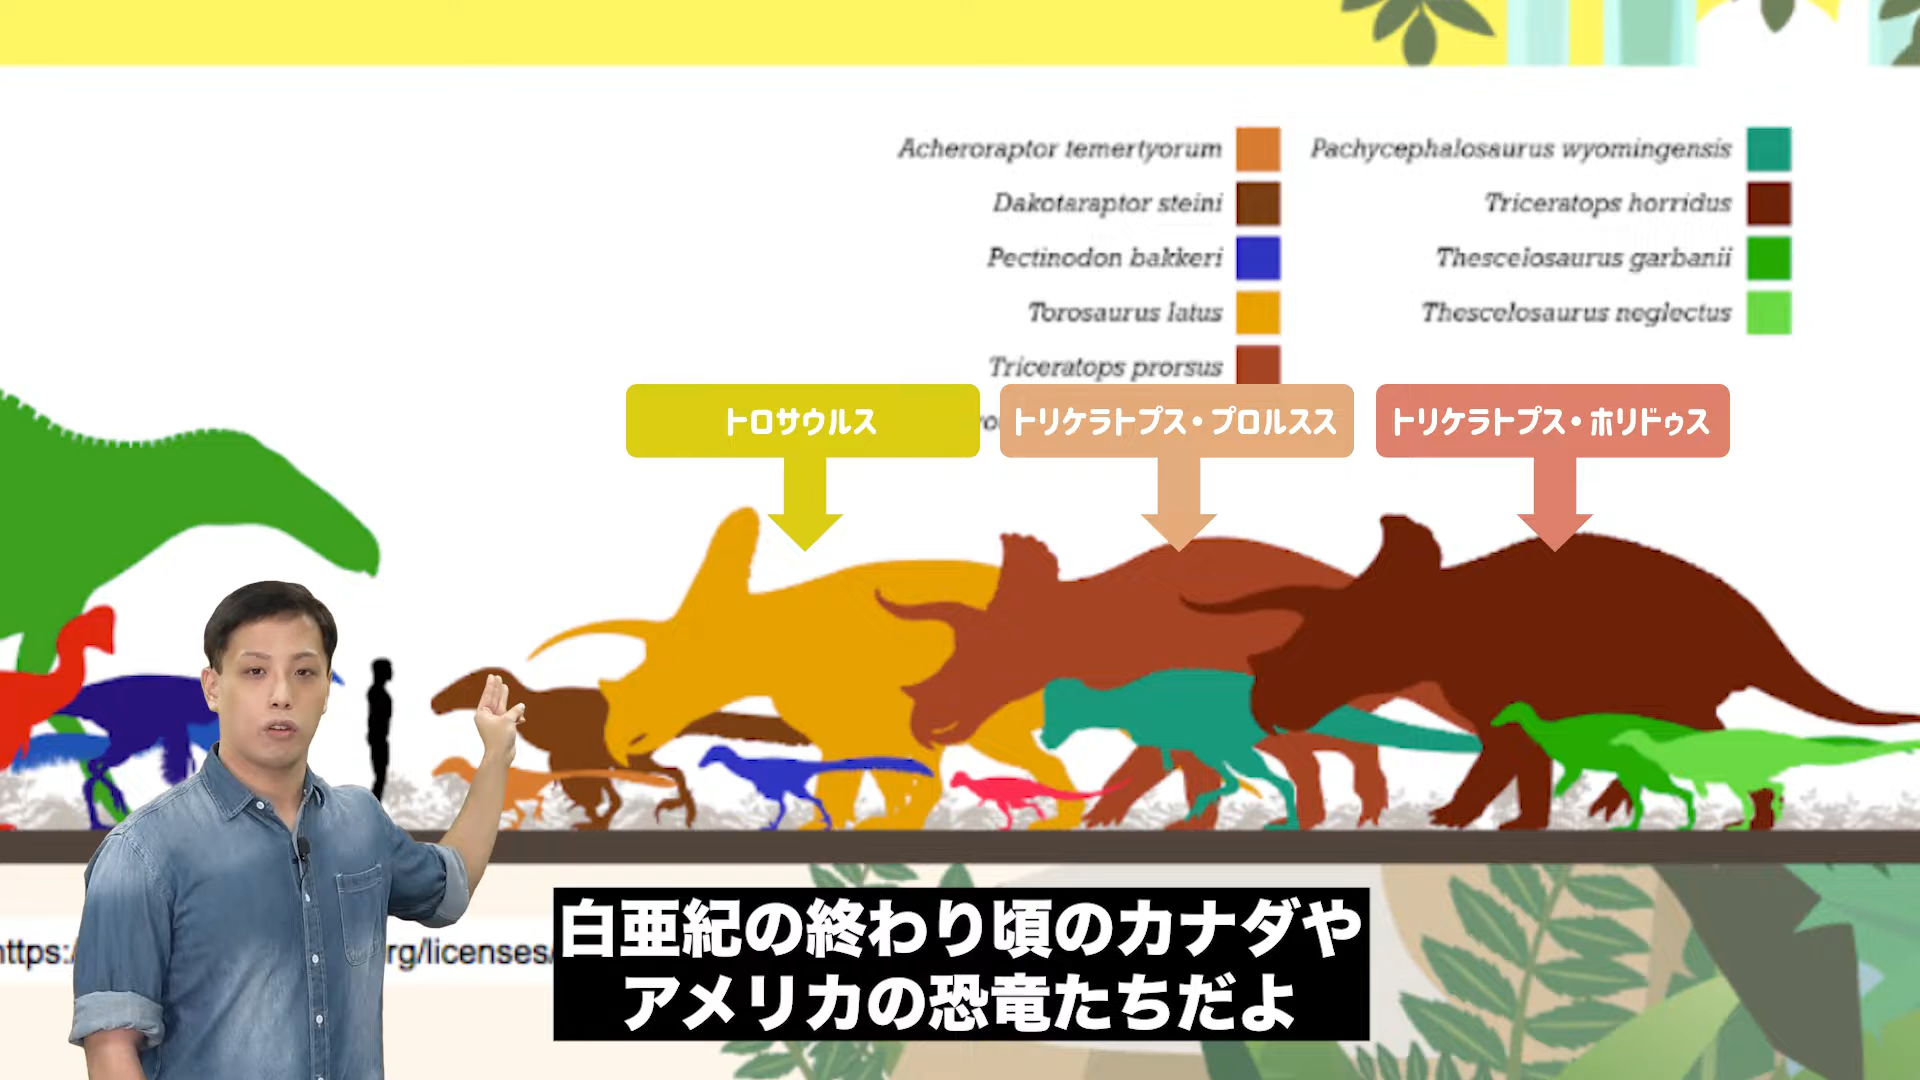 Acheroraptor temertyorum
Pachycephalosaurus wyomingensis
Dakotaraptor steini
Triceratops horridus
Pectinodon bakkeri
Thescelosaurus garbanii
Torosaurus latus
Thescelosaurus neglectus
Triceratops prorsus
トロサウルス
トリケラトプス・プロルスス
トリケラトプス・ホリドゥス
https:/
rg/licenses/
白亜紀の終わり頃のカナダや
アメリカの恐竜たちだよ